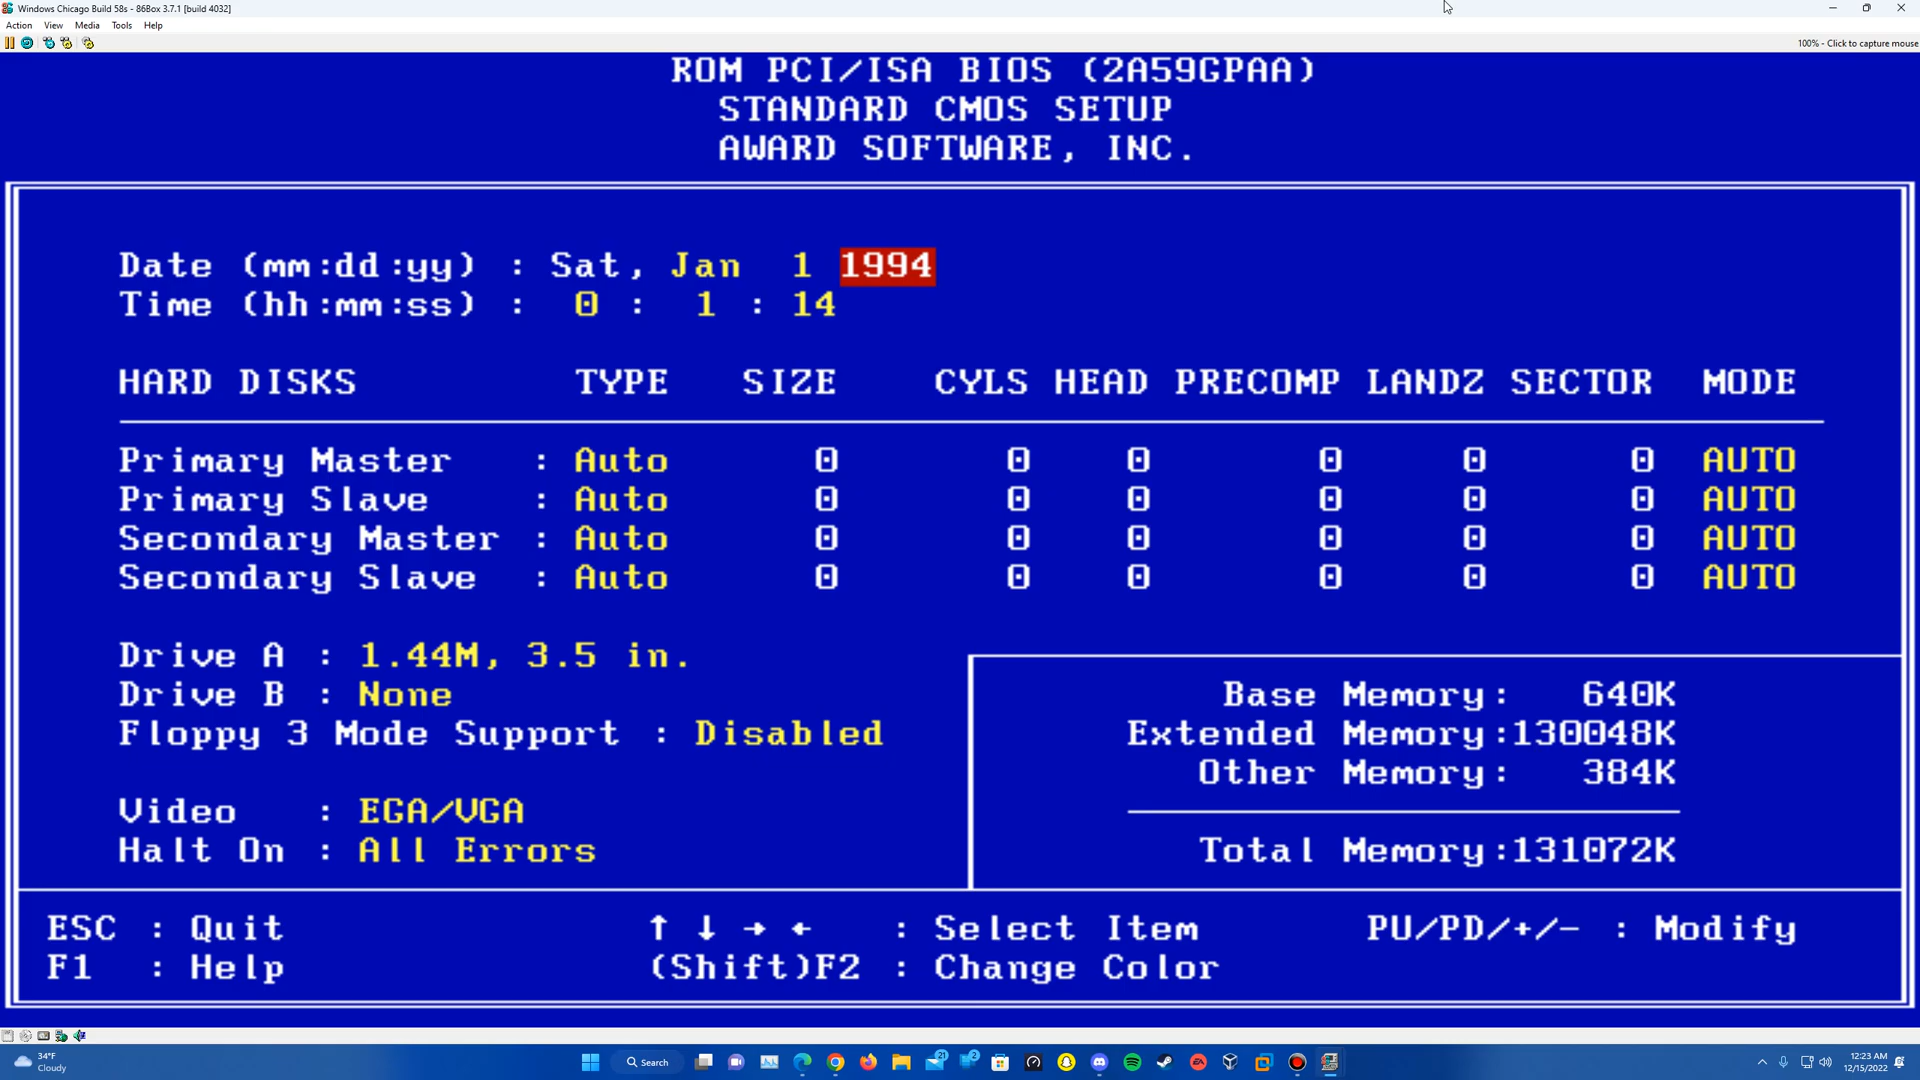 Windows Chicago Build 58s - 86Box 3.7.1 [build 4032]
Action View Media Tools Help
100% - Click to capture mouse
ROM PCI/ISA BIOS (2A59GPAA)
STANDARD CMOS SETUP
AWARD SOFTWARE, INC.
Date (mm:dd:yy) : Sat, Jan 1 1994
Time (hh:mm:ss) : 0 : 1 : 14
HARD DISKS TYPE SIZE CYLS HEAD PRECOMP LANDZ SECTOR MODE
Primary Master : Auto 0 0 0 0 0 0 AUTO
Primary Slave : Auto 0 0 0 0 0 0 AUTO
Secondary Master : Auto 0 0 0 0 0 0 AUTO
Secondary Slave : Auto 0 0 0 0 0 0 AUTO
Drive A : 1.44M, 3.5 in.
Drive B : None
Floppy 3 Mode Support : Disabled
Video : EGA/VGA
Halt On : All Errors
Base Memory: 640K
Extended Memory:130048K
Other Memory: 384K
Total Memory:131072K
ESC : Quit ↑ ↓ → ← : Select Item PU/PD/+/- : Modify
F1 : Help (Shift)F2 : Change Color
34°F
Cloudy
Search
21
2
12:23 AM
12/15/2022